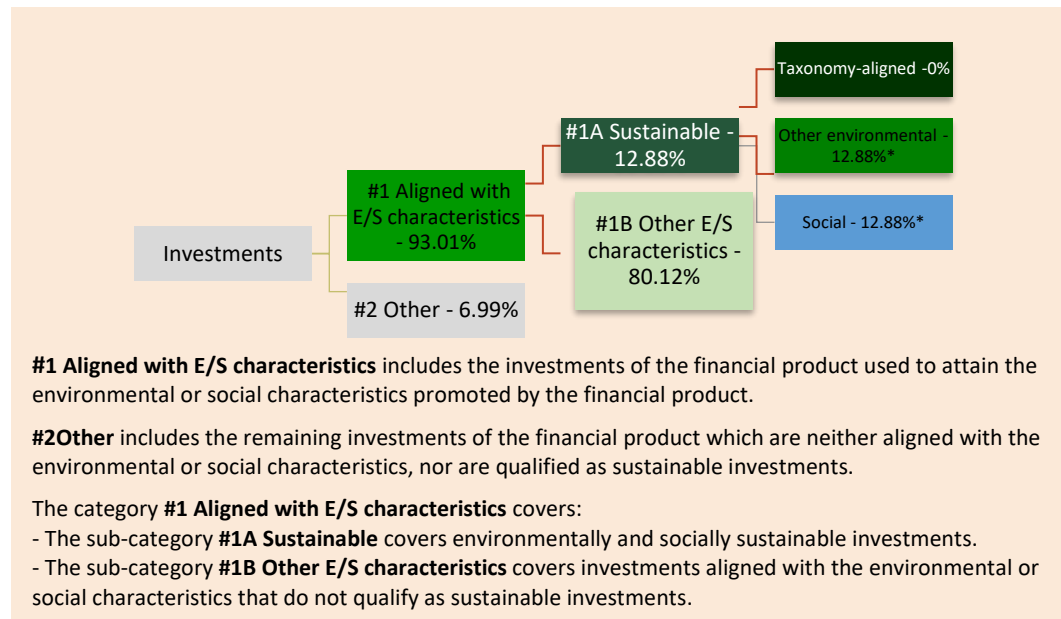 Taxonomy-aligned -0%
#1A Sustainable -
12.88%
Other environmental -
12.88%*
#1 Aligned with
E/S characteristics
- 93.01%
#1B Other E/S
characteristics -
80.12%
Social - 12.88%*
Investments
#2 Other - 6.99%
#1 Aligned with E/S characteristics includes the investments of the financial product used to attain the
environmental or social characteristics promoted by the financial product.
#2Other includes the remaining investments of the financial product which are neither aligned with the
environmental or social characteristics, nor are qualified as sustainable investments.
The category #1 Aligned with E/S characteristics covers:
- The sub-category #1A Sustainable covers environmentally and socially sustainable investments.
- The sub-category #1B Other E/S characteristics covers investments aligned with the environmental or
social characteristics that do not qualify as sustainable investments.